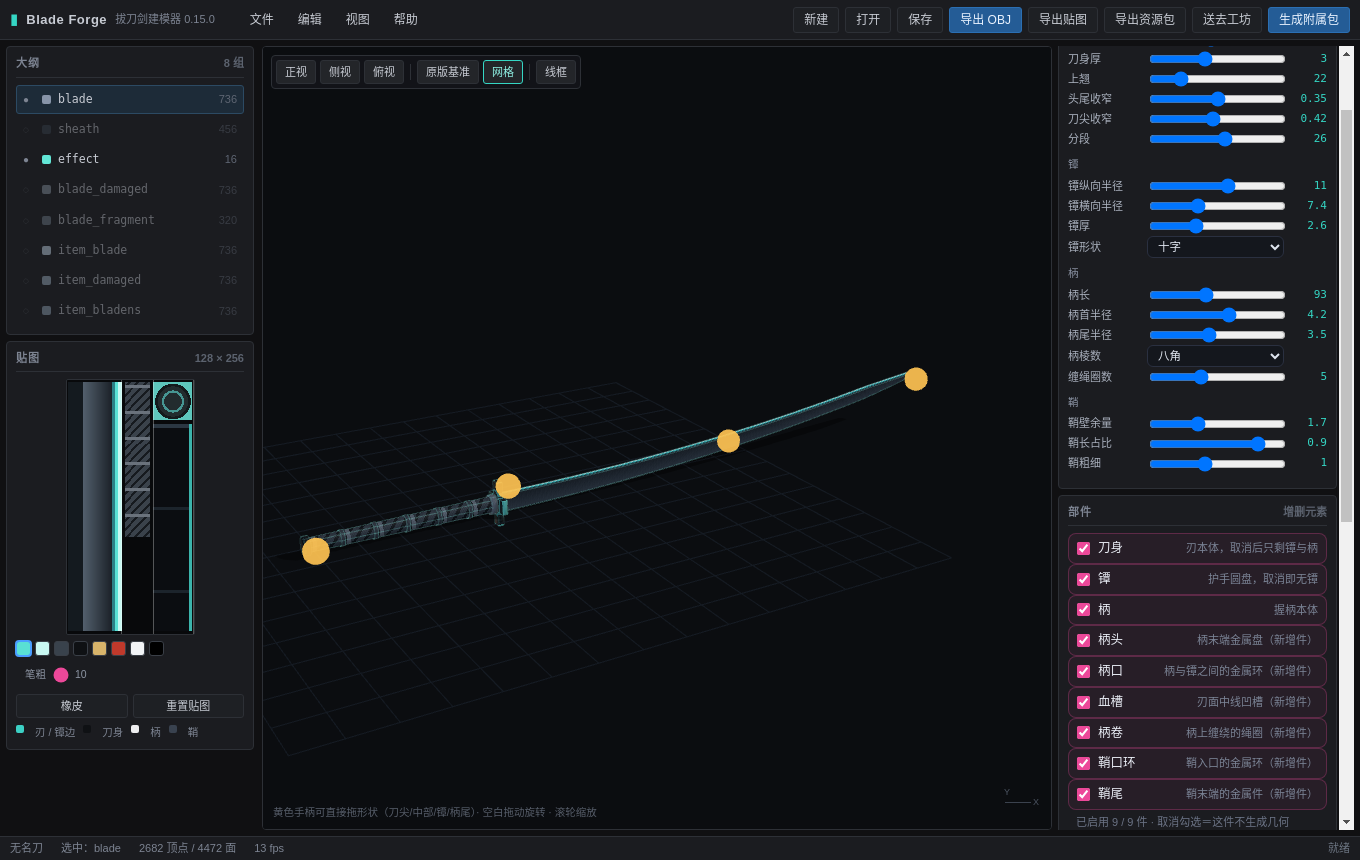 Blade Forge 拔刀剑建模器 0.15.0 文件 编辑 视图 帮助 新建 打开 保存 导出 OBJ 导出贴图 导出资源包 送去工坊 生成附属包
大纲 8 组
blade 736
sheath 456
effect 16
blade_damaged 736
blade_fragment 320
item_blade 736
item_damaged 736
item_bladens 736
贴图 128 × 256
笔粗 10
橡皮 重置贴图
刃 / 镡边 刀身 柄 鞘
正视 侧视 俯视 原版基准 网格 线框
黄色手柄可直接拖形状（刀尖/中部/镡/柄尾）· 空白拖动旋转 · 滚轮缩放
Y
X
刀身厚 3
上翘 22
头尾收窄 0.35
刀尖收窄 0.42
分段 26
镡
镡纵向半径 11
镡横向半径 7.4
镡厚 2.6
镡形状 十字
柄
柄长 93
柄首半径 4.2
柄尾半径 3.5
柄棱数 八角
缠绳圈数 5
鞘
鞘壁余量 1.7
鞘长占比 0.9
鞘粗细 1
部件 增删元素
刀身 刃本体，取消后只剩镡与柄
镡 护手圆盘，取消即无镡
柄 握柄本体
柄头 柄末端金属盘（新增件）
柄口 柄与镡之间的金属环（新增件）
血槽 刃面中线凹槽（新增件）
柄卷 柄上缠绕的绳圈（新增件）
鞘口环 鞘入口的金属环（新增件）
鞘尾 鞘末端的金属件（新增件）
已启用 9 / 9 件 · 取消勾选＝这件不生成几何
无名刀 选中：blade 2682 顶点 / 4472 面 13 fps 就绪